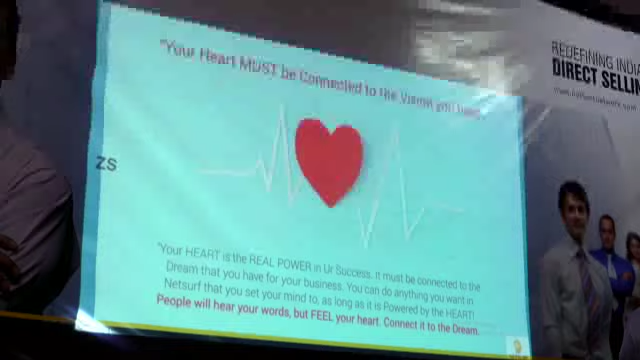 "Your Heart MUST be Connected to the Vision you have
REDEFINING INDIA
DIRECT SELLIN
ZS
"Your HEART is the REAL POWER in Ur Success. It must be connected to the
Dream that you have for your business. You can do anything you want in
Netsurf that you set your mind to, as long as it is Powered by the HEART!
People will hear your words, but FEEL your heart. Connect it to the Dream.